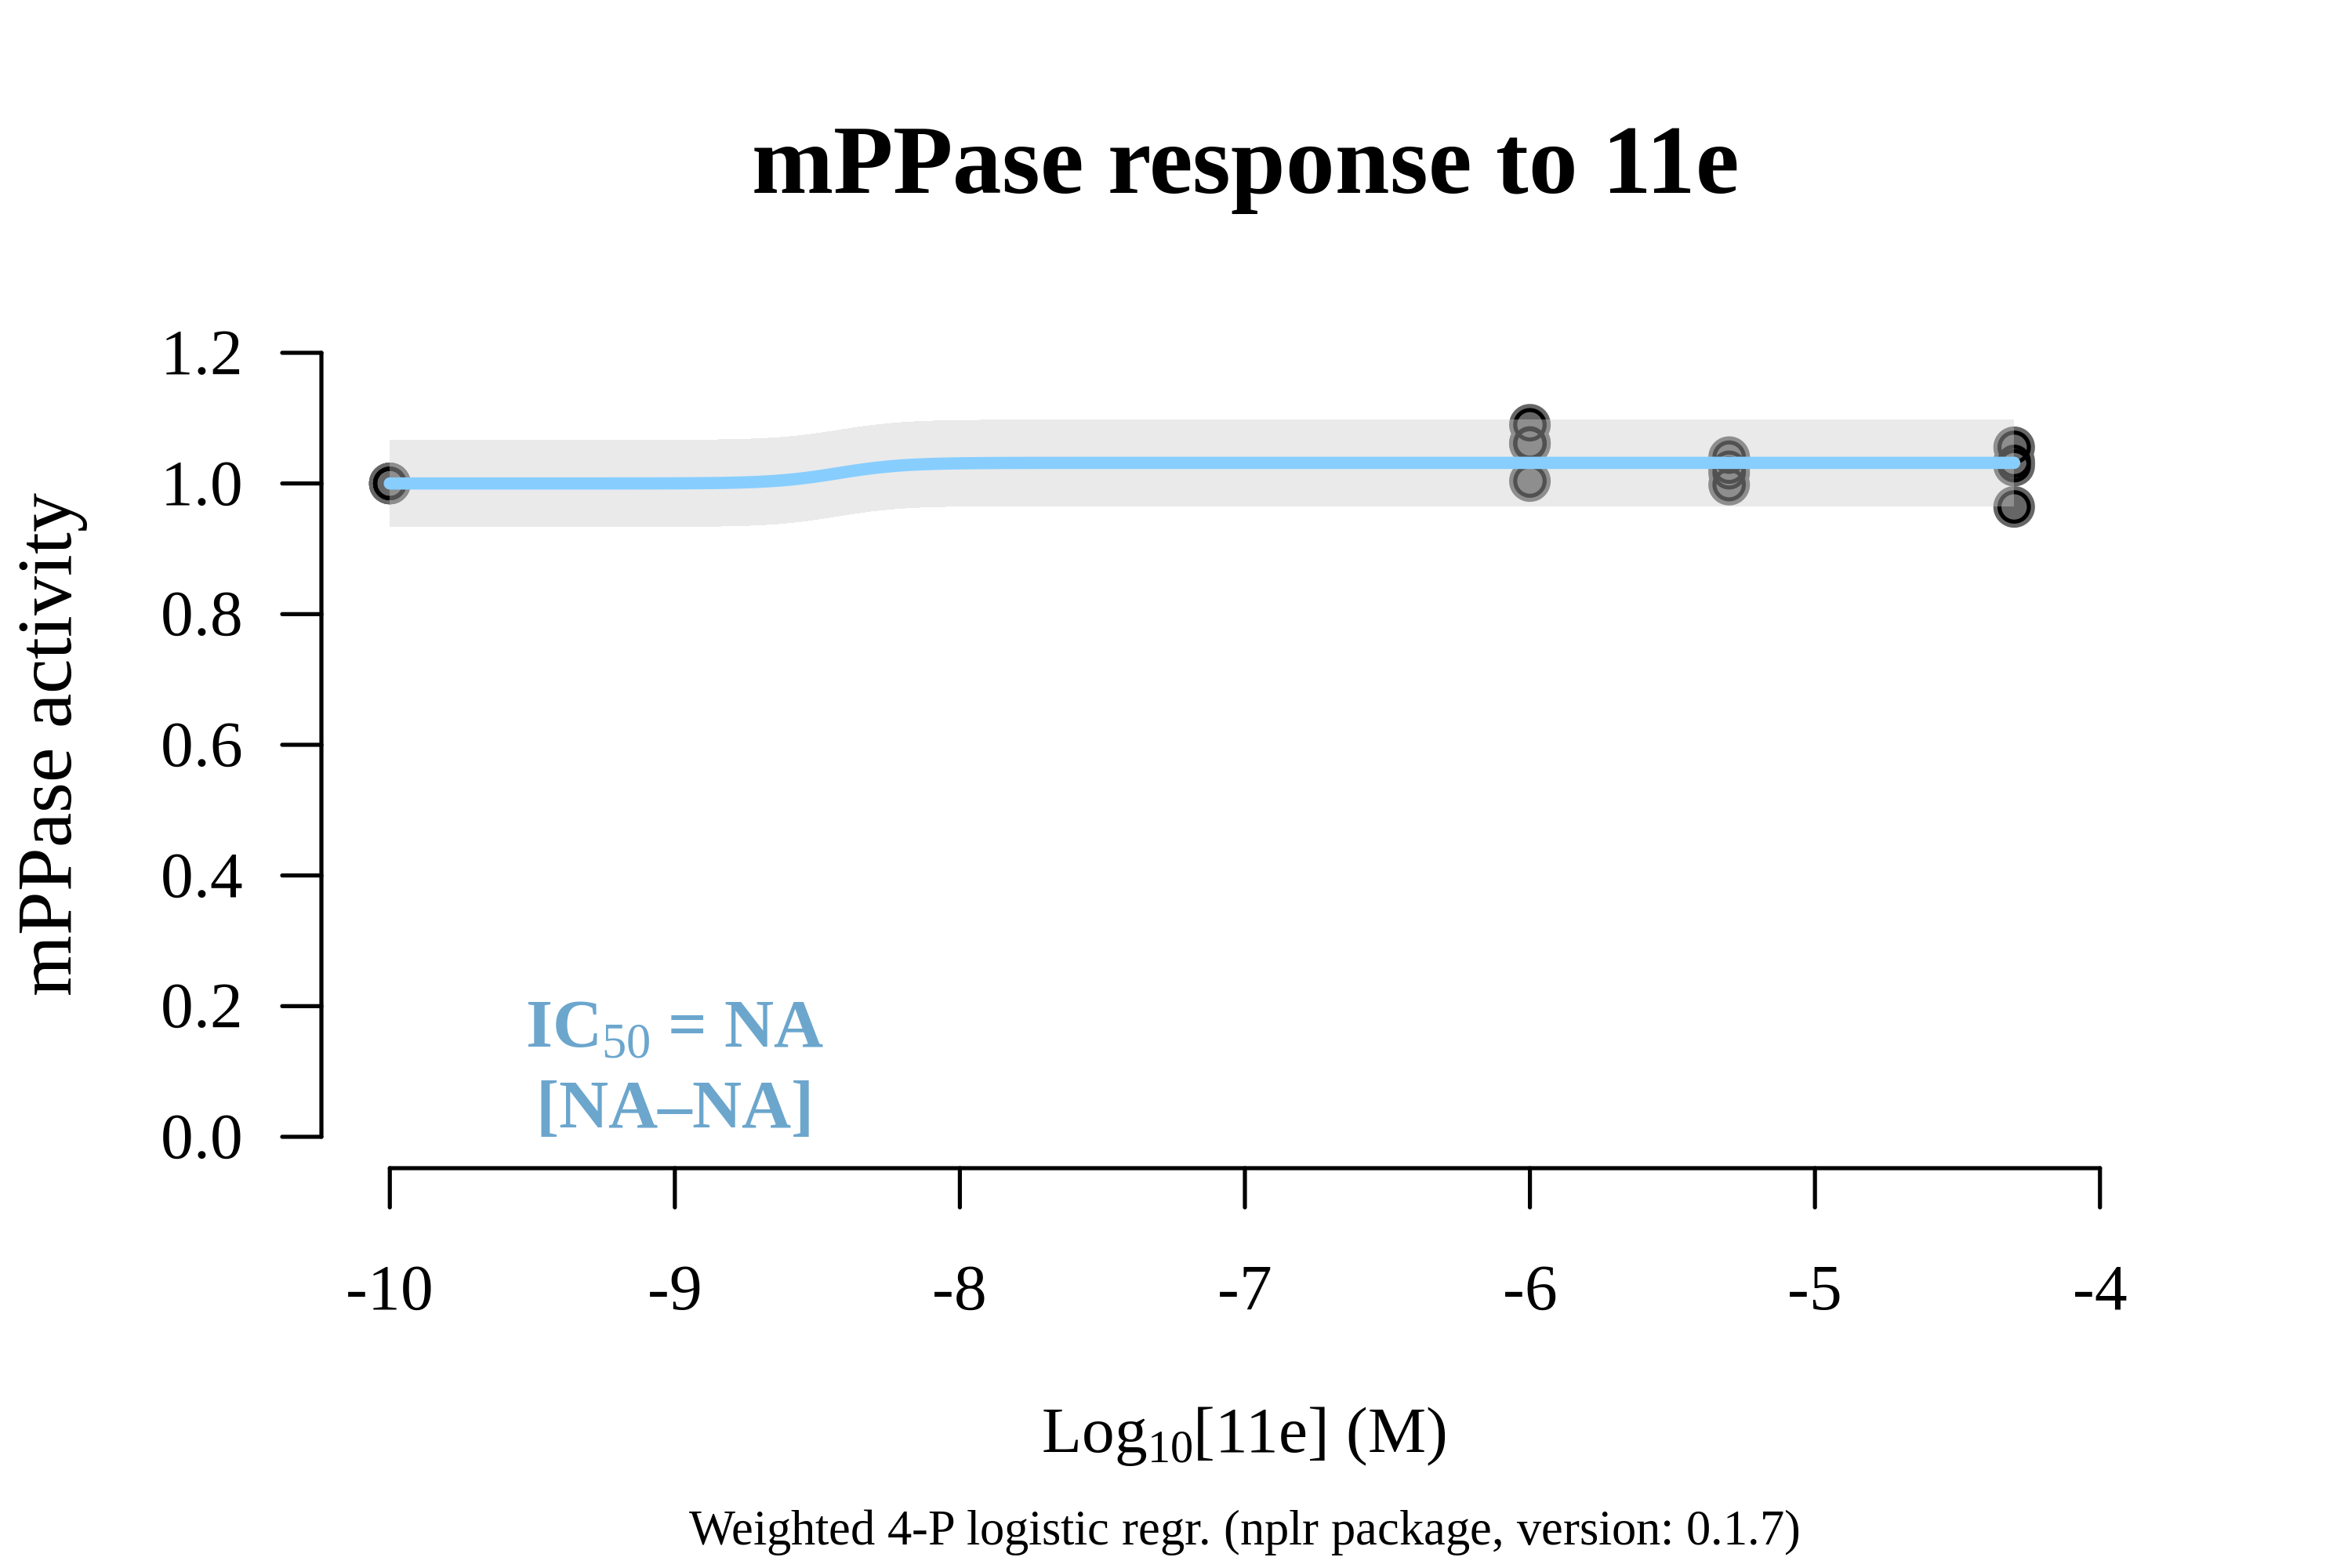 mPPase response to 11e
mPPase activity
1.2
1.0
0.8
0.6
0.4
0.2
0.0
IC50 = NA
[NA–NA]
-10 -9 -8 -7 -6 -5 -4
Log10[11e] (M)
Weighted 4-P logistic regr. (nplr package, version: 0.1.7)